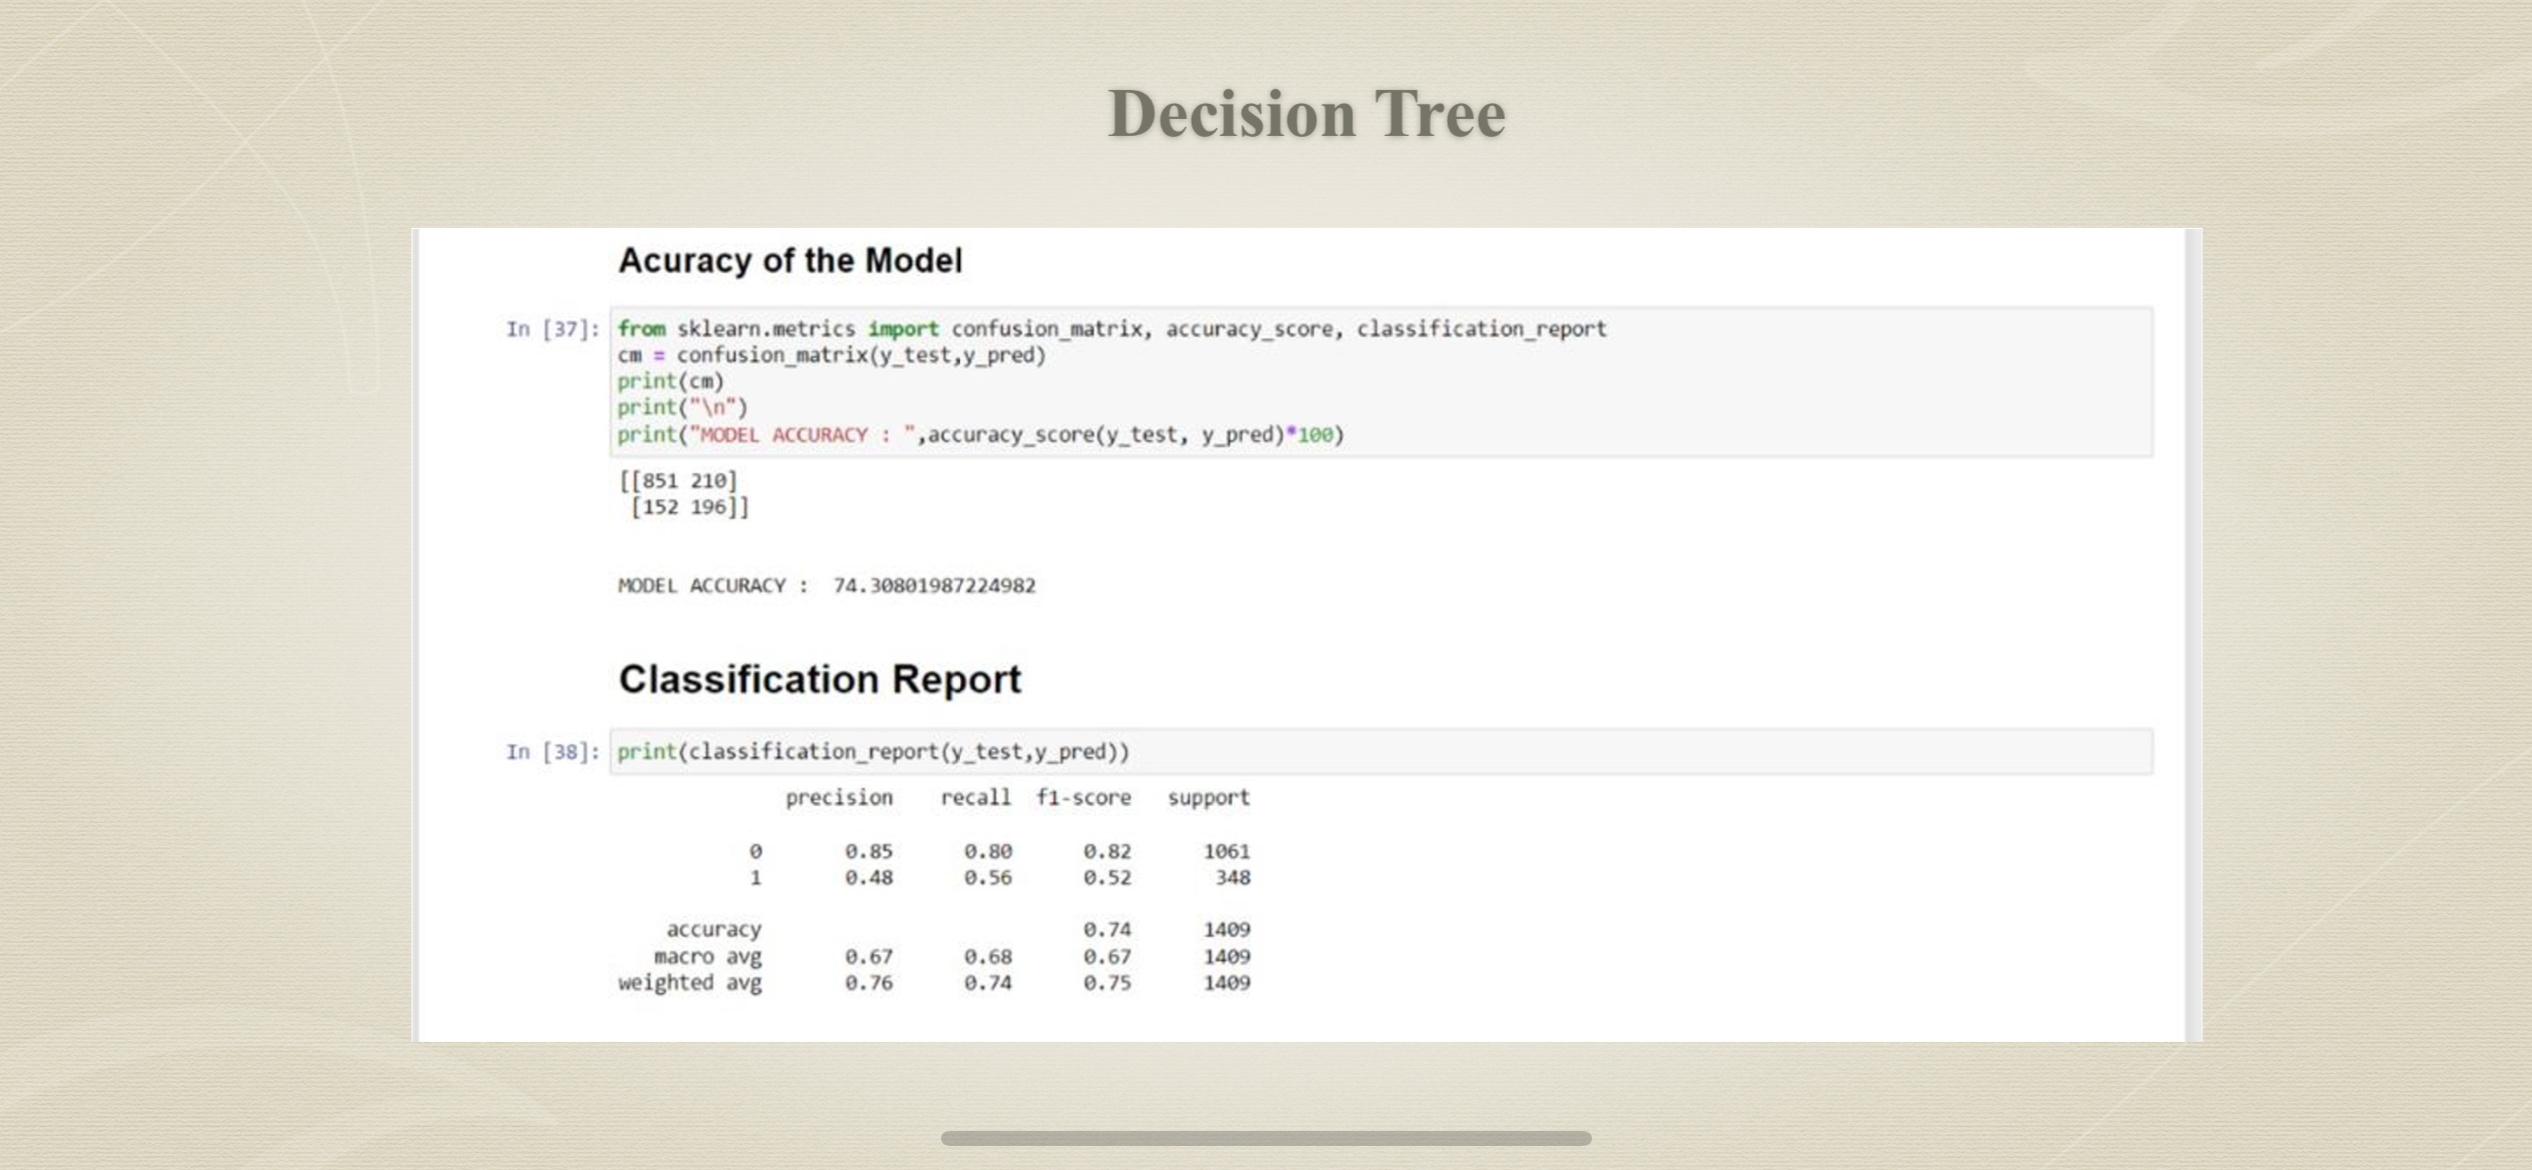 Decision Tree
Acuracy of the Model
In [37]: from sklearn.metrics import confusion_matrix, accuracy_score, classification_report
cm = confusion_matrix(y_test,y_pred)
print(cm)
print("\n")
print("MODEL ACCURACY : ",accuracy_score(y_test, y_pred)*100)
[[851 210]
[152 196]]
MODEL ACCURACY : 74.30801987224982
Classification Report
In [38]: print(classification_report(y_test,y_pred))
precision recall f1-score support
0 0.85 0.80 0.82 1061
1 0.48 0.56 0.52 348
accuracy 0.74 1409
macro avg 0.67 0.68 0.67 1409
weighted avg 0.76 0.74 0.75 1409